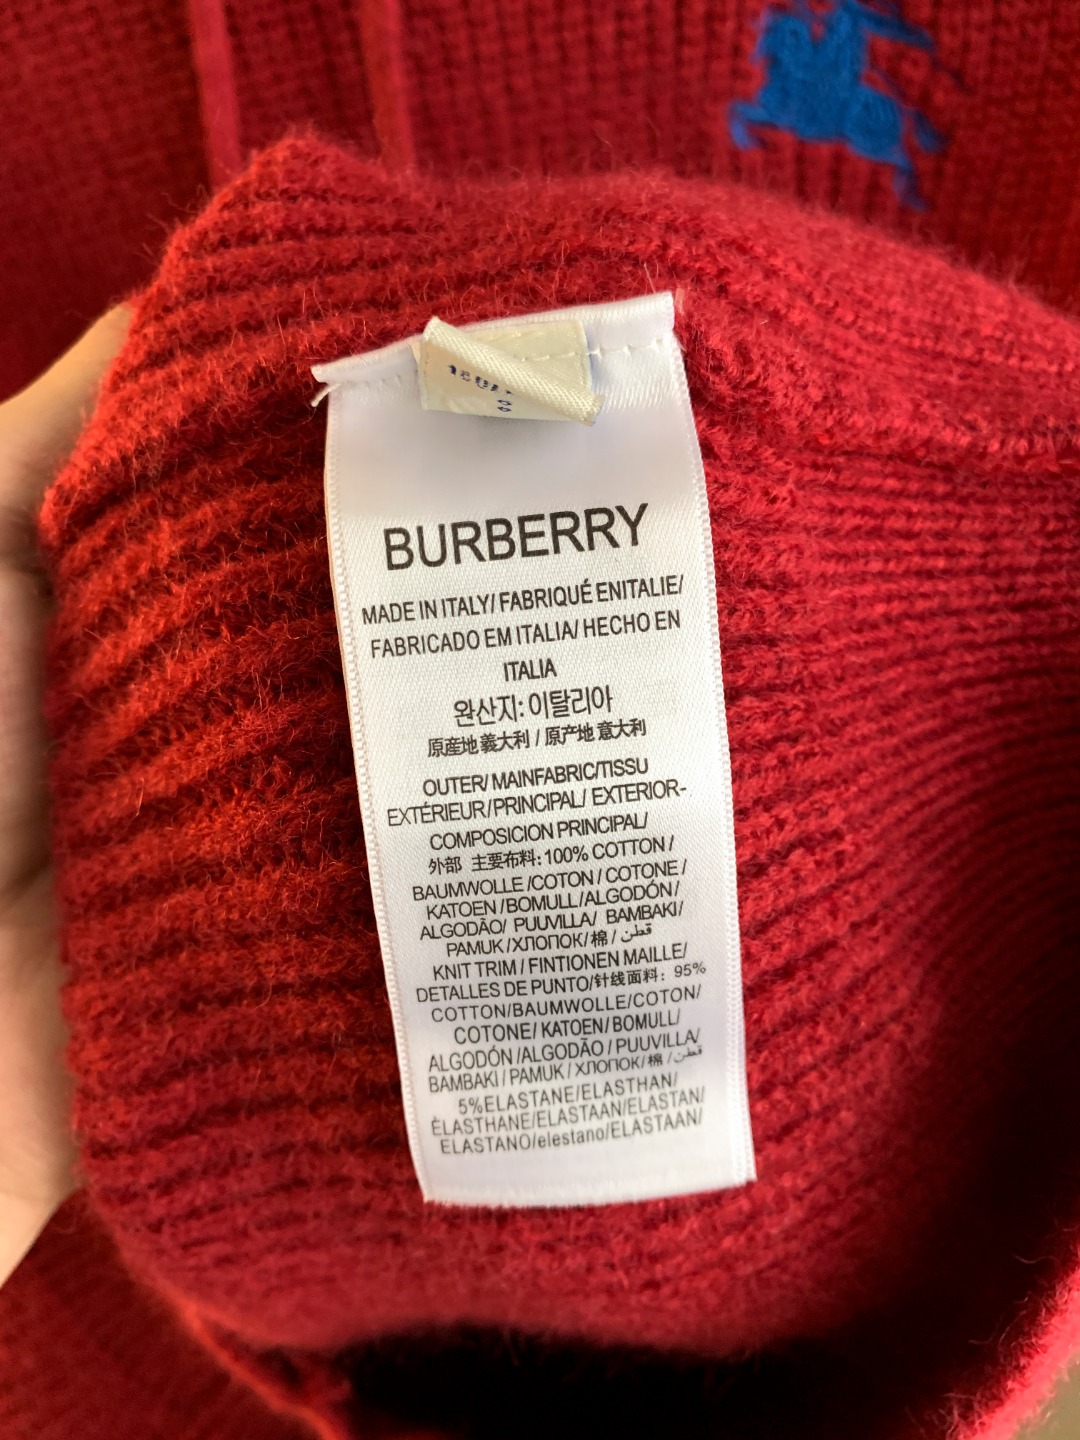 BURBERRY
MADE IN ITALY/ FABRIQUÉ ENITALIE/
FABRICADO EM ITALIA/ HECHO EN
ITALIA
완산지: 이탈리아
原産地 義大利 / 原产地 意大利
OUTER/ MAINFABRIC/TISSU
EXTÉRIEUR/PRINCIPAL/ EXTERIOR-
COMPOSICION PRINCIPAL/
外部 主要布料: 100% COTTON /
BAUMWOLLE /COTON / COTONE /
KATOEN /BOMULL/ALGODÓN /
ALGODÃO/ PUUVILLA/ BAMBAKI/
PAMUK /ХЛОПОК/ 棉 / قطن
KNIT TRIM / FINTIONEN MAILLE/
DETALLES DE PUNTO/针线面料: 95%
COTTON/BAUMWOLLE/COTON/
COTONE/ KATOEN/ BOMULL/
ALGODÓN /ALGODÃO / PUUVILLA/
BAMBAKI / PAMUK / ХЛОПОК/ 棉 / قطن
5%ELASTANE/ELASTHAN/
ÉLASTHANE/ELASTAAN/ELASTAN/
ELASTANO/elestano/ELASTAAN/